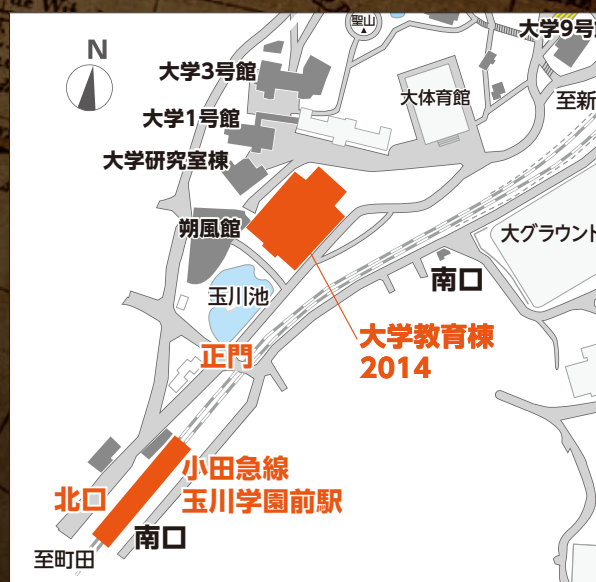 聖山
大学9号
N
大学3号館
大体育館
至新
大学1号館
大学研究室棟
朔風館
大グラウンド
南口
玉川池
大学教育棟
2014
正門
小田急線
玉川学園前駅
北口
南口
至町田